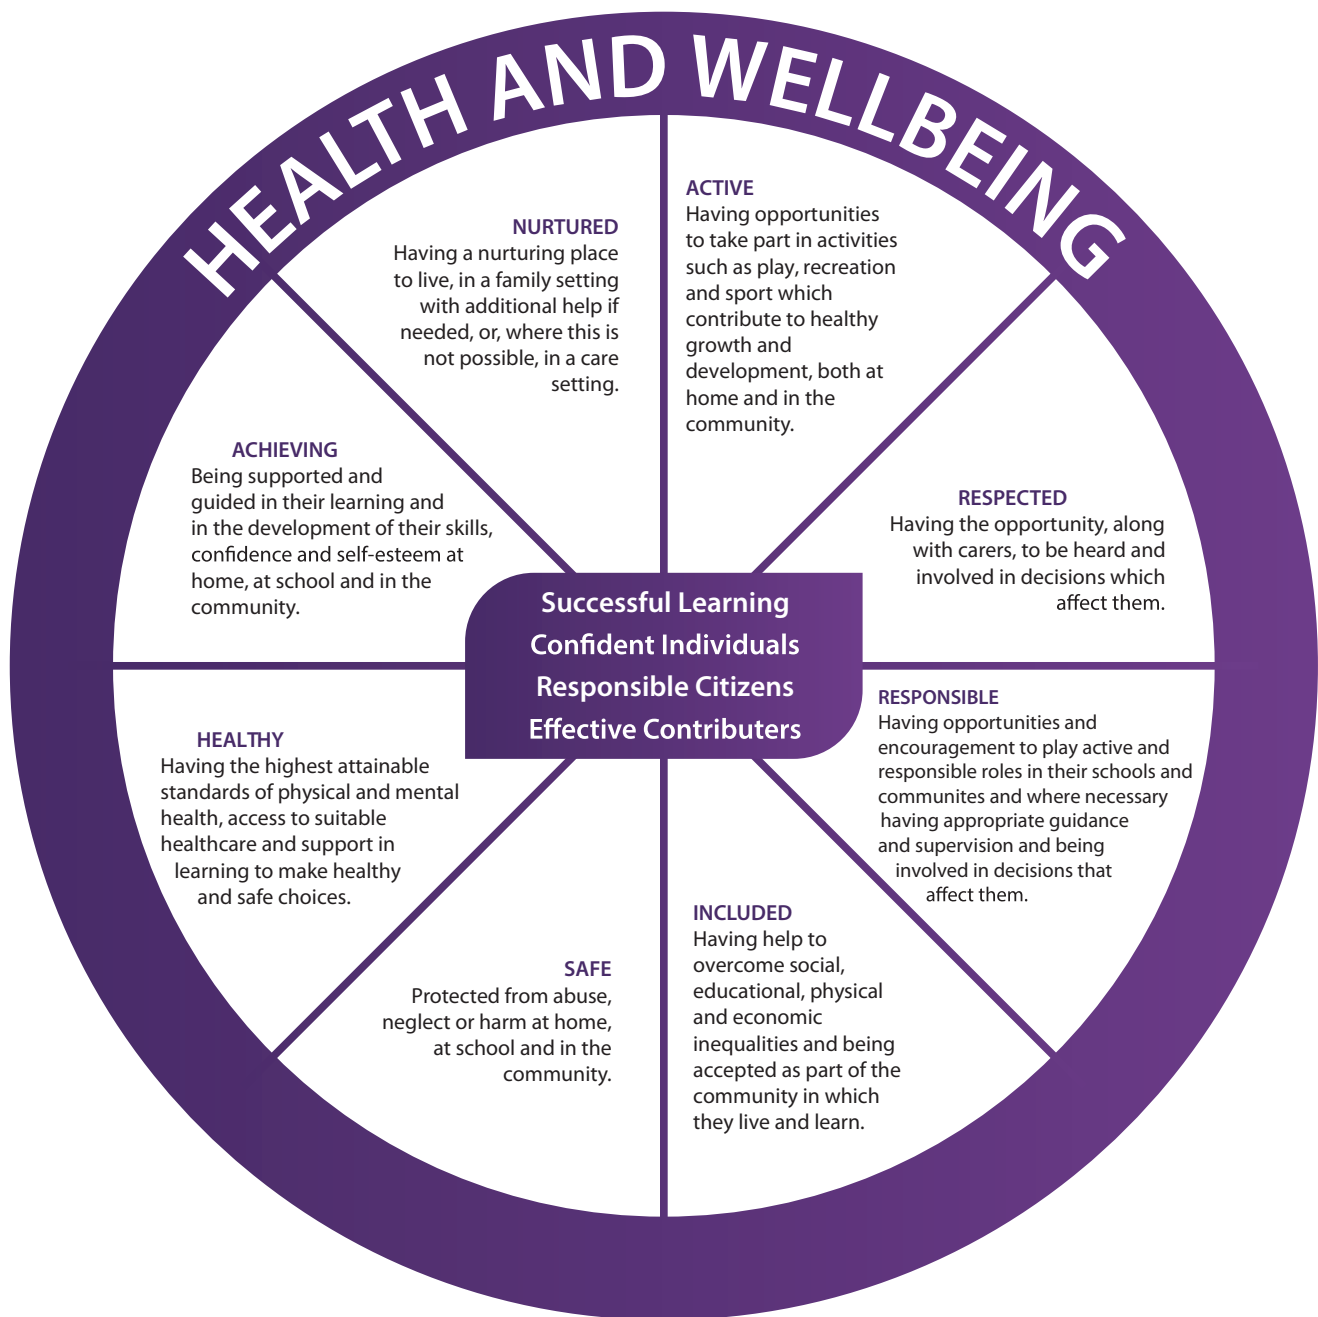 HEALTH AND WELLBEING
NURTURED
Having a nurturing place
to live, in a family setting
with additional help if
needed, or, where this is
not possible, in a care
setting.
ACTIVE
Having opportunities
to take part in activities
such as play, recreation
and sport which
contribute to healthy
growth and
development, both at
home and in the
community.
RESPECTED
Having the opportunity, along
with carers, to be heard and
involved in decisions which
affect them.
RESPONSIBLE
Having opportunities and
encouragement to play active and
responsible roles in their schools and
communites and where necessary
having appropriate guidance
and supervision and being
involved in decisions that
affect them.
INCLUDED
Having help to
overcome social,
educational, physical
and economic
inequalities and being
accepted as part of the
community in which
they live and learn.
SAFE
Protected from abuse,
neglect or harm at home,
at school and in the
community.
HEALTHY
Having the highest attainable
standards of physical and mental
health, access to suitable
healthcare and support in
learning to make healthy
and safe choices.
ACHIEVING
Being supported and
guided in their learning and
in the development of their skills,
confidence and self-esteem at
home, at school and in the
community.
Successful Learning
Confident Individuals
Responsible Citizens
Effective Contributers